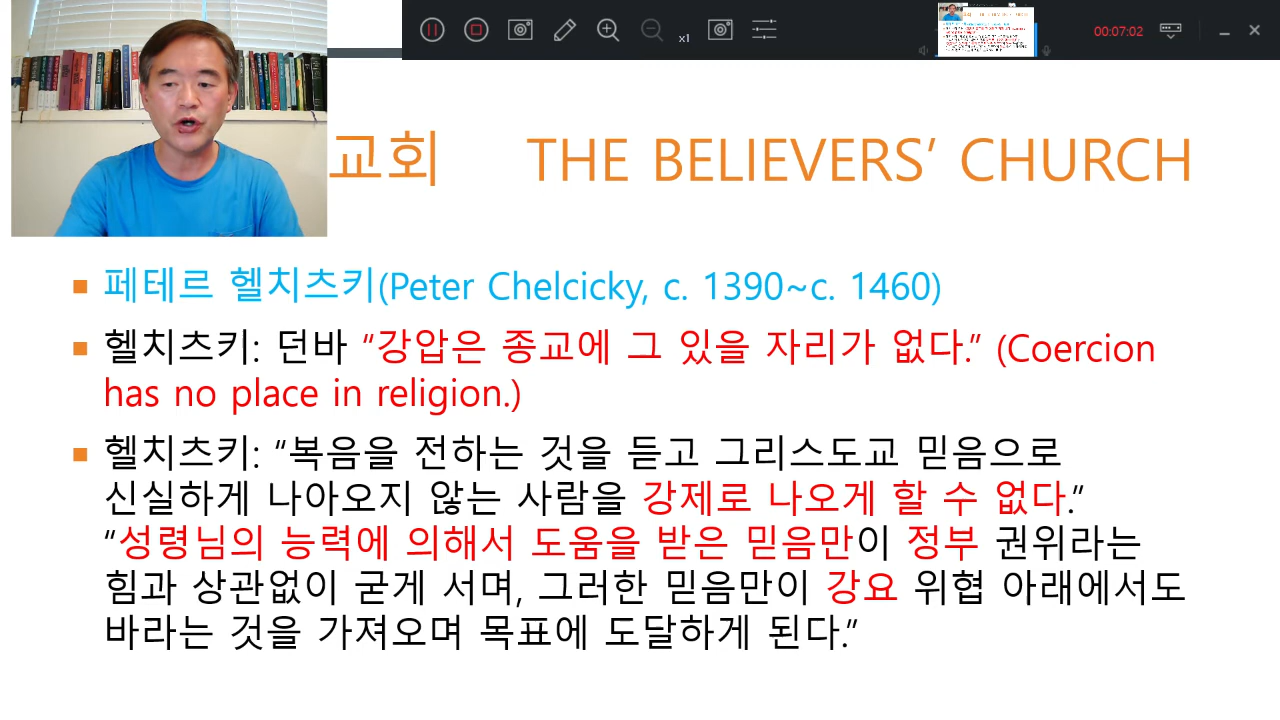 x1
00:07:02
교회 THE BELIEVERS’ CHURCH
페테르 헬치츠키(Peter Chelcicky, c. 1390~c. 1460)
헬치츠키: 던바 “강압은 종교에 그 있을 자리가 없다.” (Coercion
has no place in religion.)
헬치츠키: “복음을 전하는 것을 듣고 그리스도교 믿음으로
신실하게 나아오지 않는 사람을 강제로 나오게 할 수 없다.”
“성령님의 능력에 의해서 도움을 받은 믿음만이 정부 권위라는
힘과 상관없이 굳게 서며, 그러한 믿음만이 강요 위협 아래에서도
바라는 것을 가져오며 목표에 도달하게 된다.”